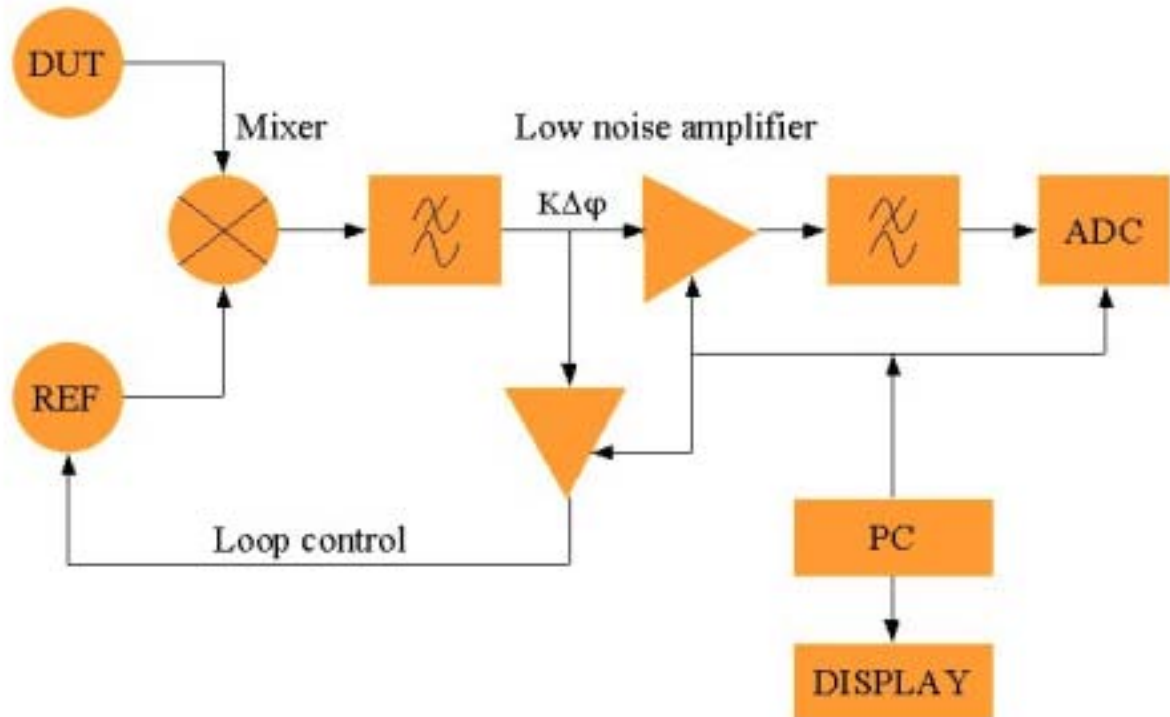 DUT
Mixer
Low noise amplifier
KΔφ
ADC
REF
Loop control
PC
DISPLAY